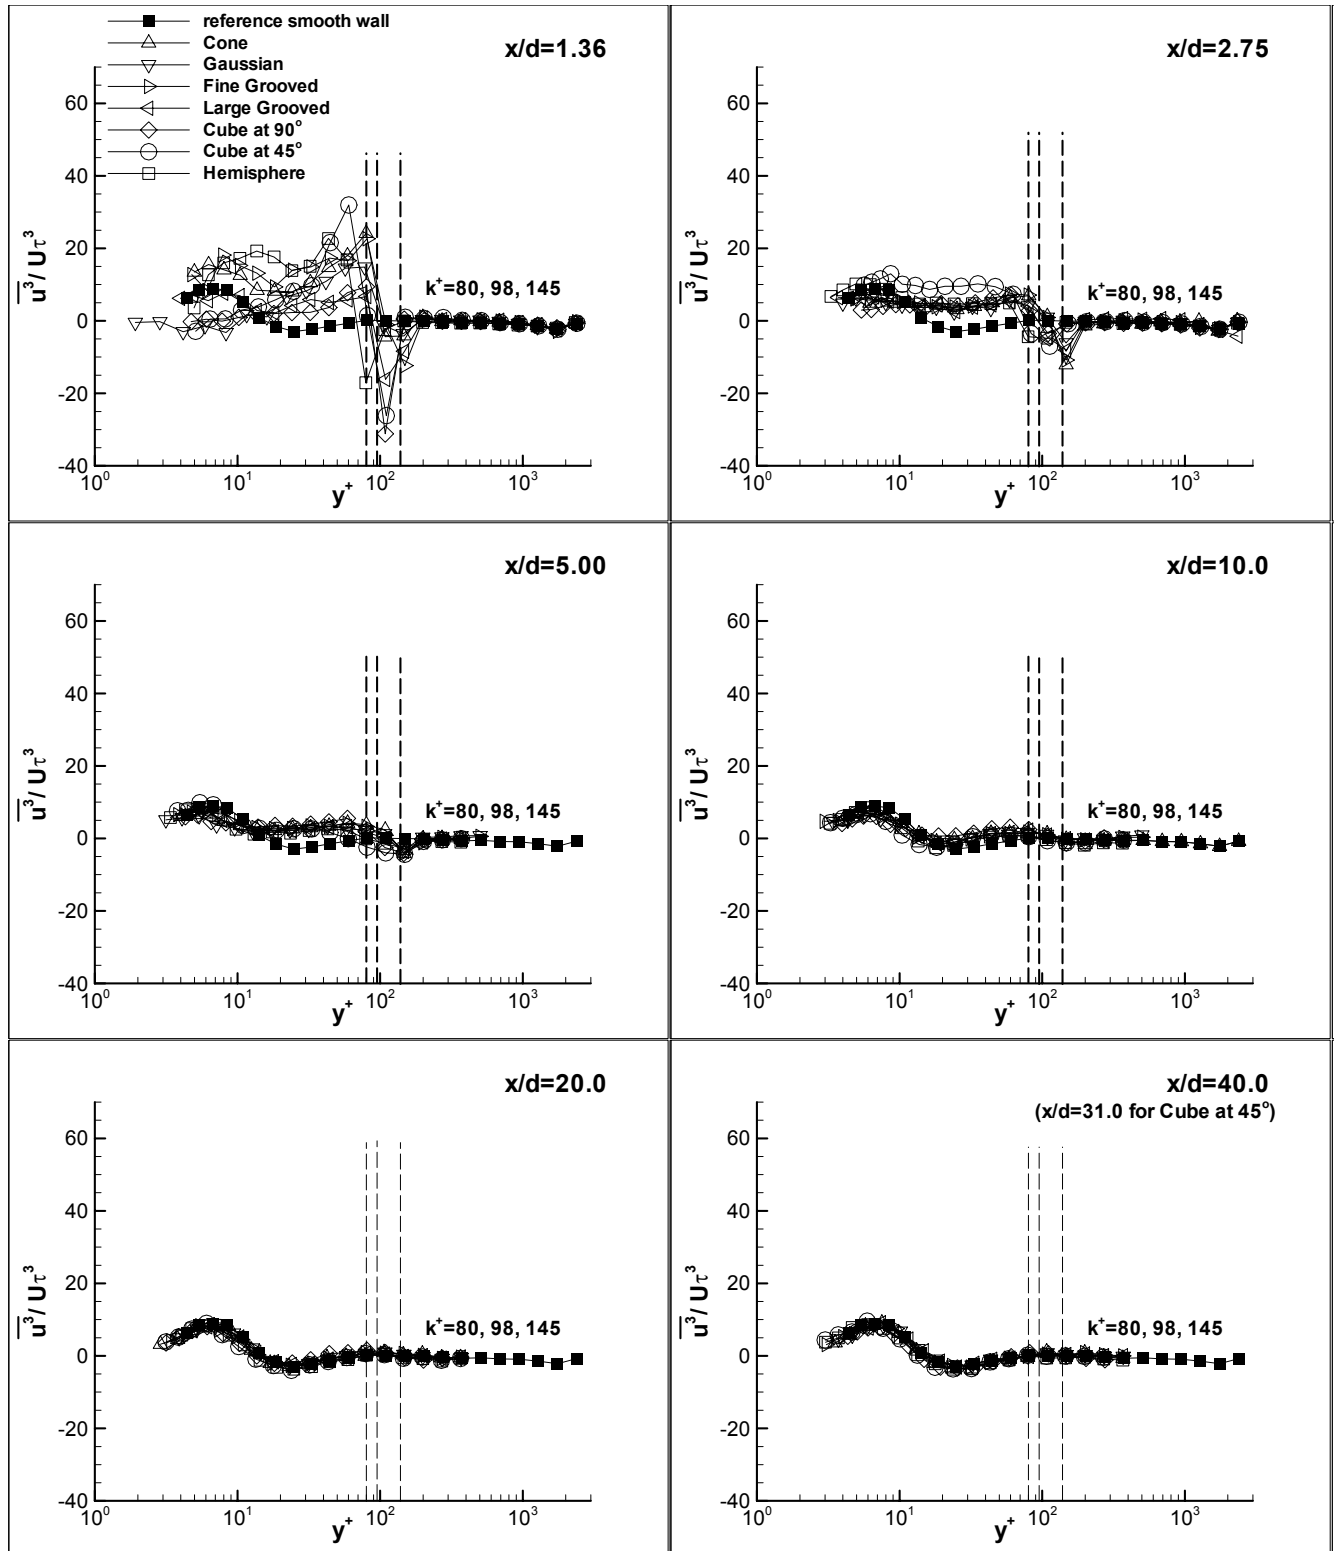 reference smooth wall
Cone
Gaussian
Fine Grooved
Large Grooved
Cube at 90°
Cube at 45°
Hemisphere
x/d=1.36
60
40
20
0
-20
-40
u³/ Uτ³
k⁺=80, 98, 145
10⁰ 10¹ 10² 10³
y⁺
x/d=2.75
60
40
20
0
-20
-40
u³/ Uτ³
k⁺=80, 98, 145
10⁰ 10¹ 10² 10³
y⁺
x/d=5.00
60
40
20
0
-20
-40
u³/ Uτ³
k⁺=80, 98, 145
10⁰ 10¹ 10² 10³
y⁺
x/d=10.0
60
40
20
0
-20
-40
u³/ Uτ³
k⁺=80, 98, 145
10⁰ 10¹ 10² 10³
y⁺
x/d=20.0
60
40
20
0
-20
-40
u³/ Uτ³
k⁺=80, 98, 145
10⁰ 10¹ 10² 10³
y⁺
x/d=40.0
(x/d=31.0 for Cube at 45°)
60
40
20
0
-20
-40
u³/ Uτ³
k⁺=80, 98, 145
10⁰ 10¹ 10² 10³
y⁺